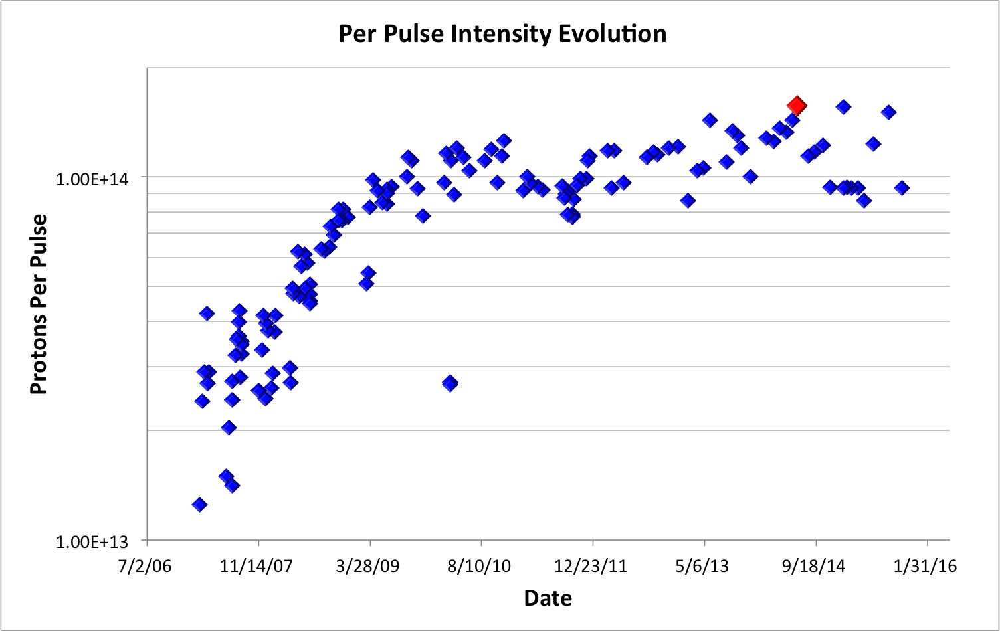 Per Pulse Intensity Evolution
Protons Per Pulse
1.00E+14
1.00E+13
7/2/06 11/14/07 3/28/09 8/10/10 12/23/11 5/6/13 9/18/14 1/31/16
Date